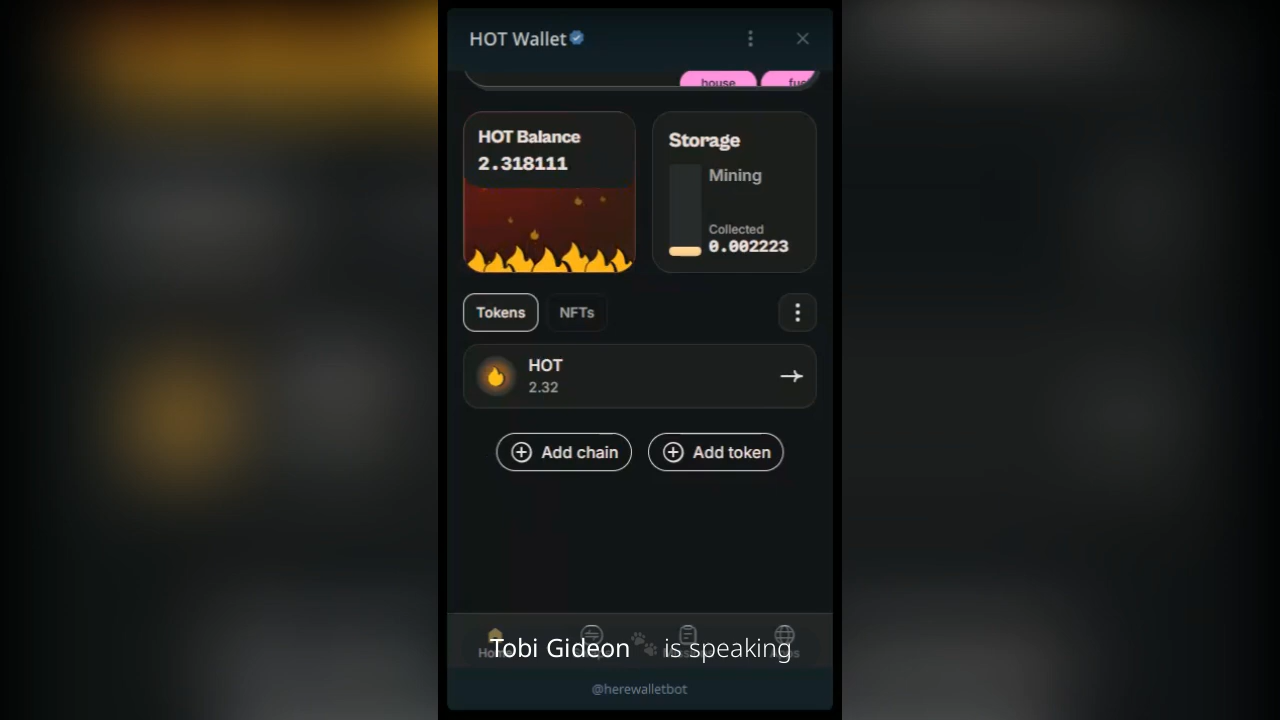 HOT Wallet
house
HOT Balance
2.318111
Storage
Mining
Collected
0.002223
Tokens
NFTs
HOT
2.32
Add chain
Add token
Tobi Gideon 🐾 is speaking
@herewalletbot